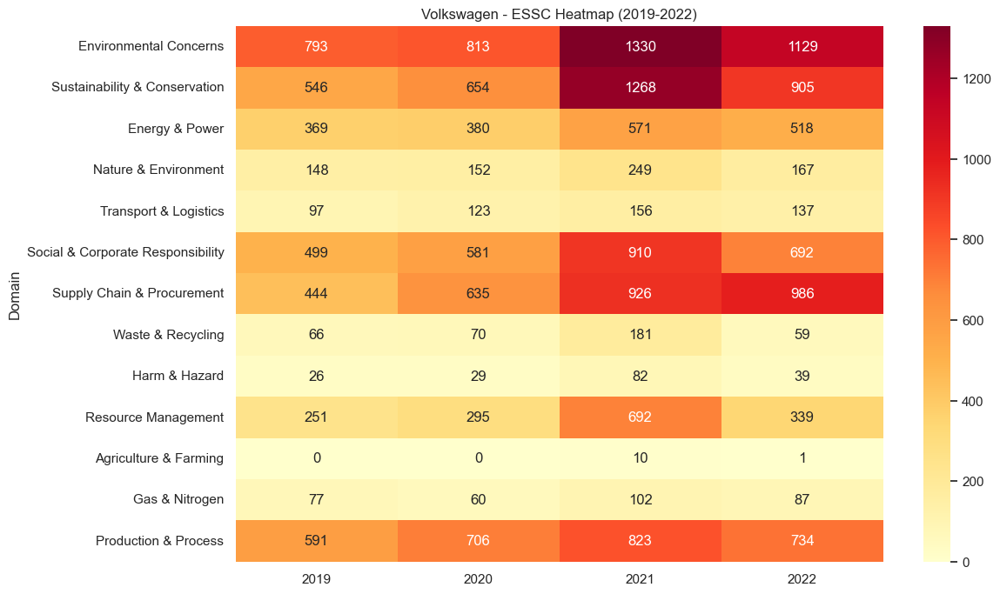 Volkswagen - ESSC Heatmap (2019-2022)
Domain
Environmental Concerns 793 813 1330 1129
Sustainability & Conservation 546 654 1268 905
Energy & Power 369 380 571 518
Nature & Environment 148 152 249 167
Transport & Logistics 97 123 156 137
Social & Corporate Responsibility 499 581 910 692
Supply Chain & Procurement 444 635 926 986
Waste & Recycling 66 70 181 59
Harm & Hazard 26 29 82 39
Resource Management 251 295 692 339
Agriculture & Farming 0 0 10 1
Gas & Nitrogen 77 60 102 87
Production & Process 591 706 823 734
2019 2020 2021 2022
1200
1000
800
600
400
200
0